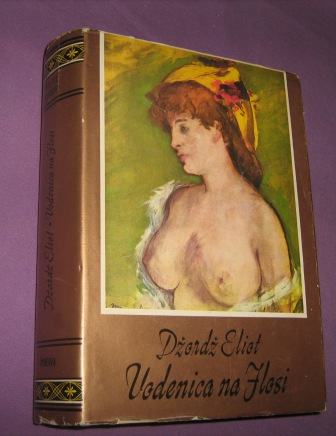 Džordž Eliot
Vodenica na Flosi
Džordž Eliot • Vodenica na Flosi